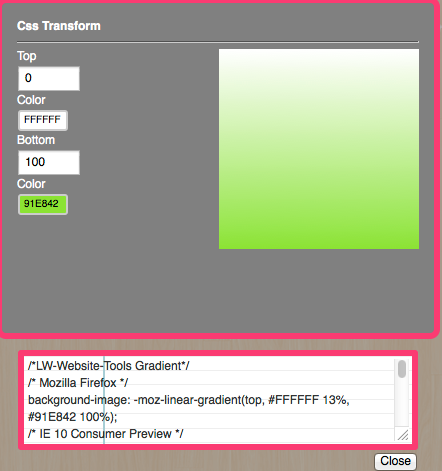 Css Transform
Top
0
Color
FFFFFF
Bottom
100
Color
91E842
/*LW-Website-Tools Gradient*/
/* Mozilla Firefox */
background-image: -moz-linear-gradient(top, #FFFFFF 13%,
#91E842 100%);
/* IE 10 Consumer Preview */
Close